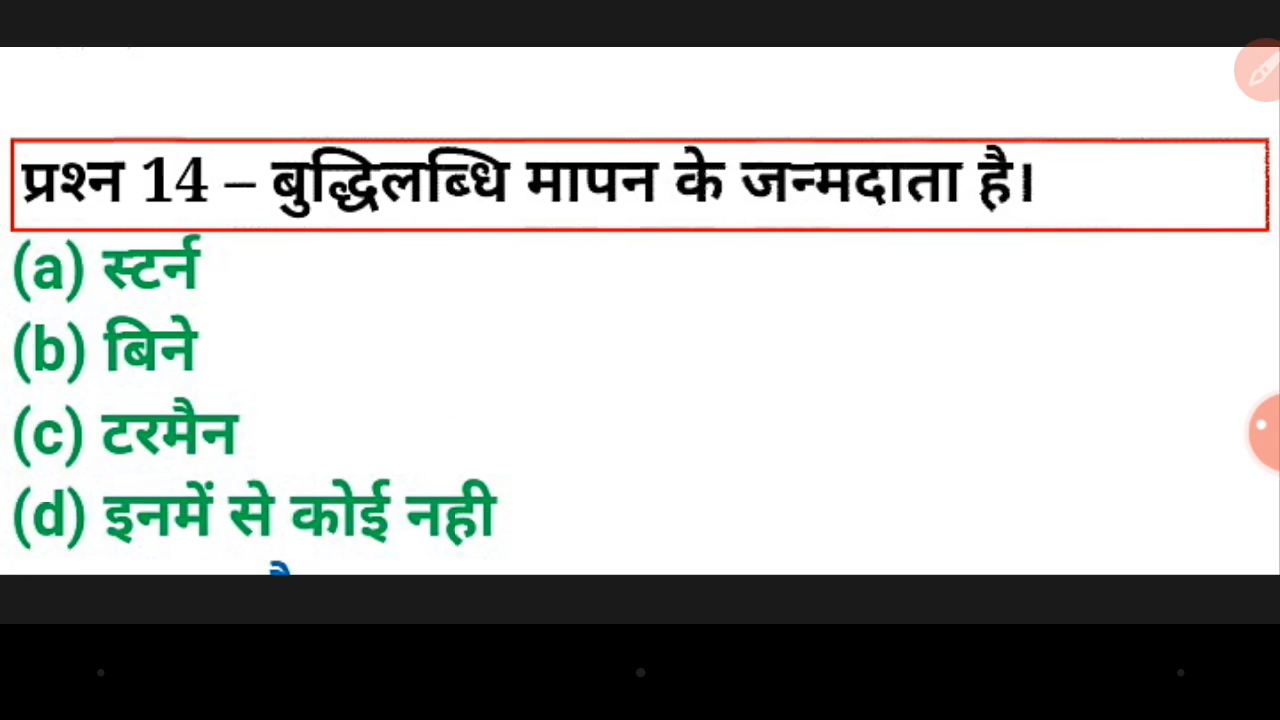 प्रश्न 14 – बुद्धिलब्धि मापन के जन्मदाता है।
(a) स्टर्न
(b) बिने
(c) टरमैन
(d) इनमें से कोई नही